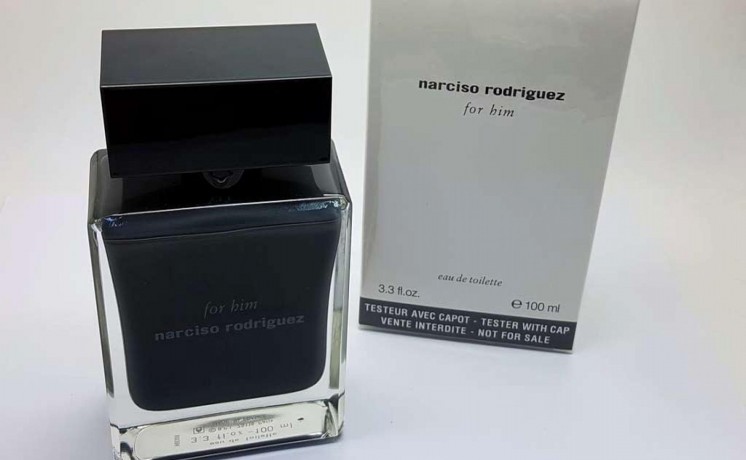 for him
narciso rodriguez
narciso rodriguez
for him
eau de toilette
3.3 fl.oz.
℮ 100 ml
TESTEUR AVEC CAPOT - TESTER WITH CAP
VENTE INTERDITE - NOT FOR SALE